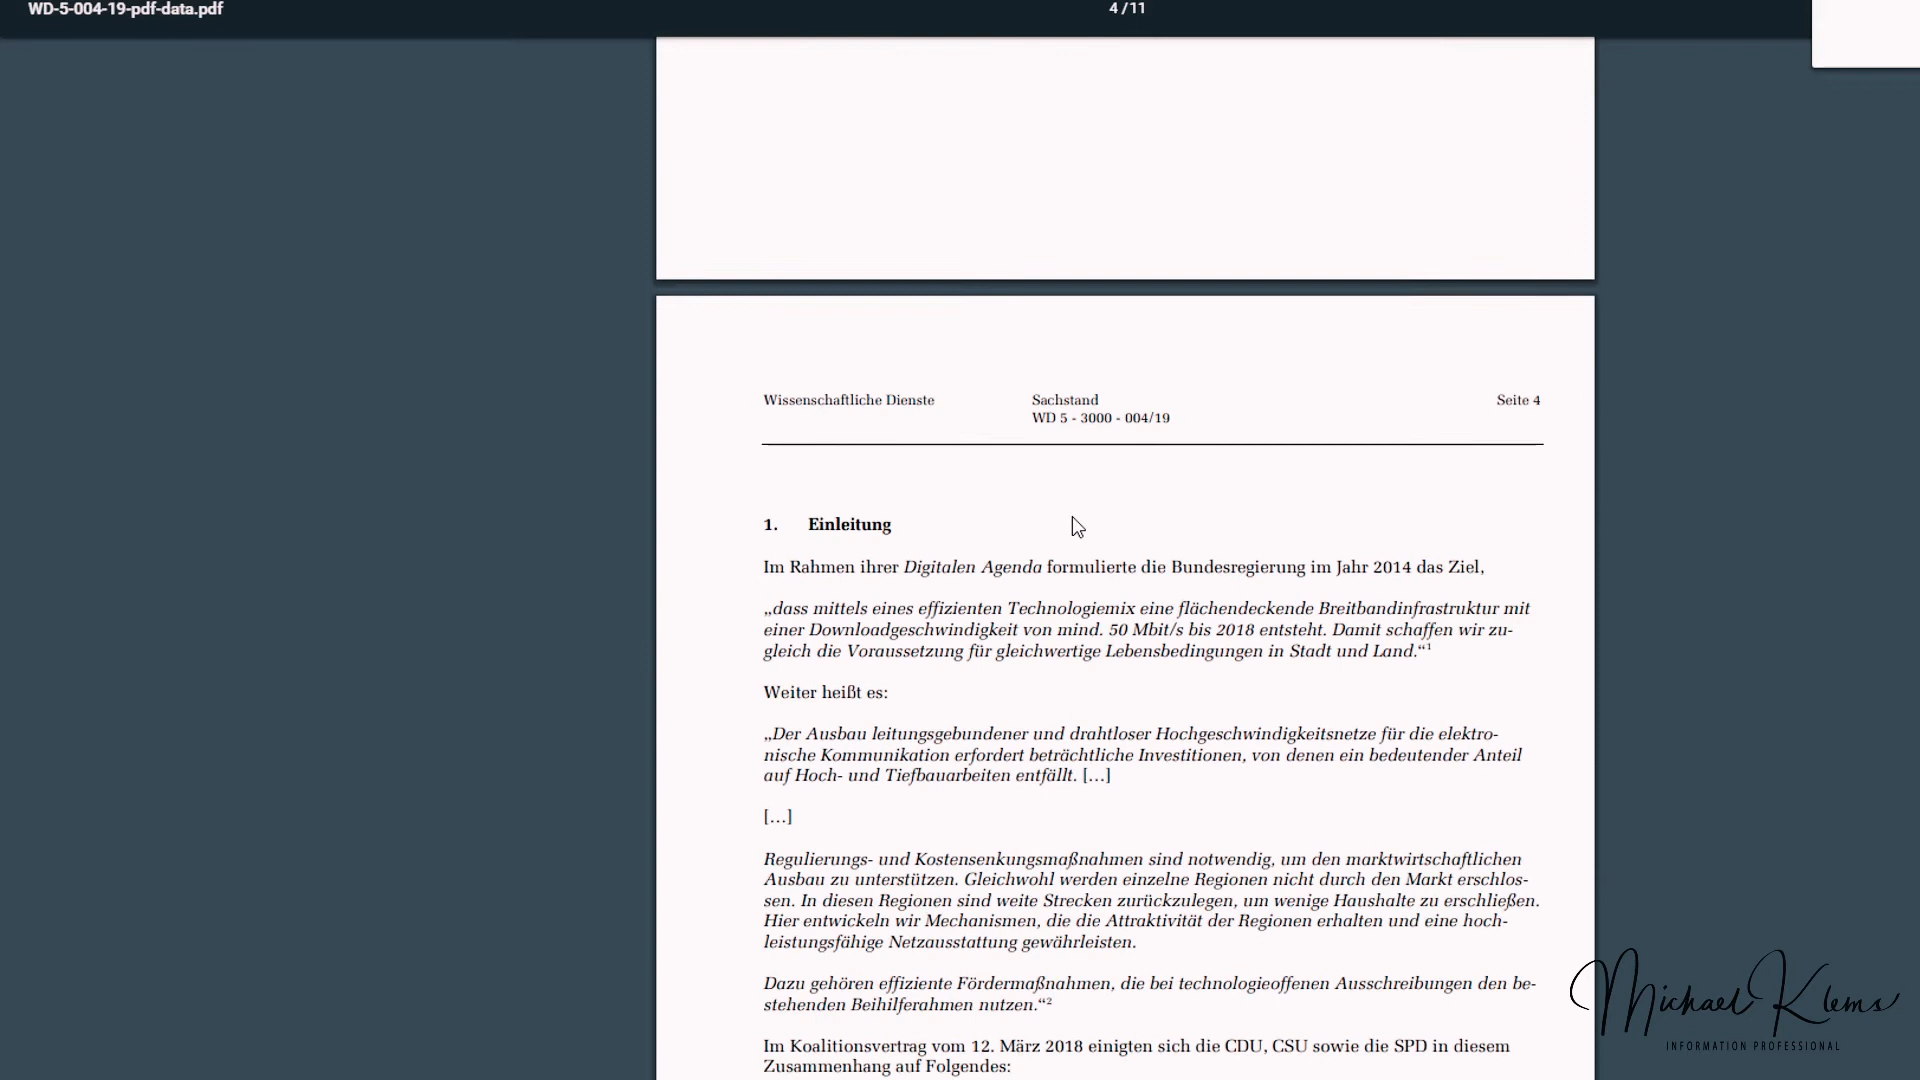 WD-5-004-19-pdf-data.pdf
4 / 11
Wissenschaftliche Dienste
Sachstand
WD 5 - 3000 - 004/19
Seite 4
1. Einleitung
Im Rahmen ihrer Digitalen Agenda formulierte die Bundesregierung im Jahr 2014 das Ziel,
„dass mittels eines effizienten Technologiemix eine flächendeckende Breitbandinfrastruktur mit
einer Downloadgeschwindigkeit von mind. 50 Mbit/s bis 2018 entsteht. Damit schaffen wir zu-
gleich die Voraussetzung für gleichwertige Lebensbedingungen in Stadt und Land.“¹
Weiter heißt es:
„Der Ausbau leitungsgebundener und drahtloser Hochgeschwindigkeitsnetze für die elektro-
nische Kommunikation erfordert beträchtliche Investitionen, von denen ein bedeutender Anteil
auf Hoch- und Tiefbauarbeiten entfällt. […]
[…]
Regulierungs- und Kostensenkungsmaßnahmen sind notwendig, um den marktwirtschaftlichen
Ausbau zu unterstützen. Gleichwohl werden einzelne Regionen nicht durch den Markt erschlos-
sen. In diesen Regionen sind weite Strecken zurückzulegen, um wenige Haushalte zu erschließen.
Hier entwickeln wir Mechanismen, die die Attraktivität der Regionen erhalten und eine hoch-
leistungsfähige Netzausstattung gewährleisten.
Dazu gehören effiziente Fördermaßnahmen, die bei technologieoffenen Ausschreibungen den be-
stehenden Beihilferahmen nutzen.“²
Im Koalitionsvertrag vom 12. März 2018 einigten sich die CDU, CSU sowie die SPD in diesem
Zusammenhang auf Folgendes:
Michael Klems
INFORMATION PROFESSIONAL